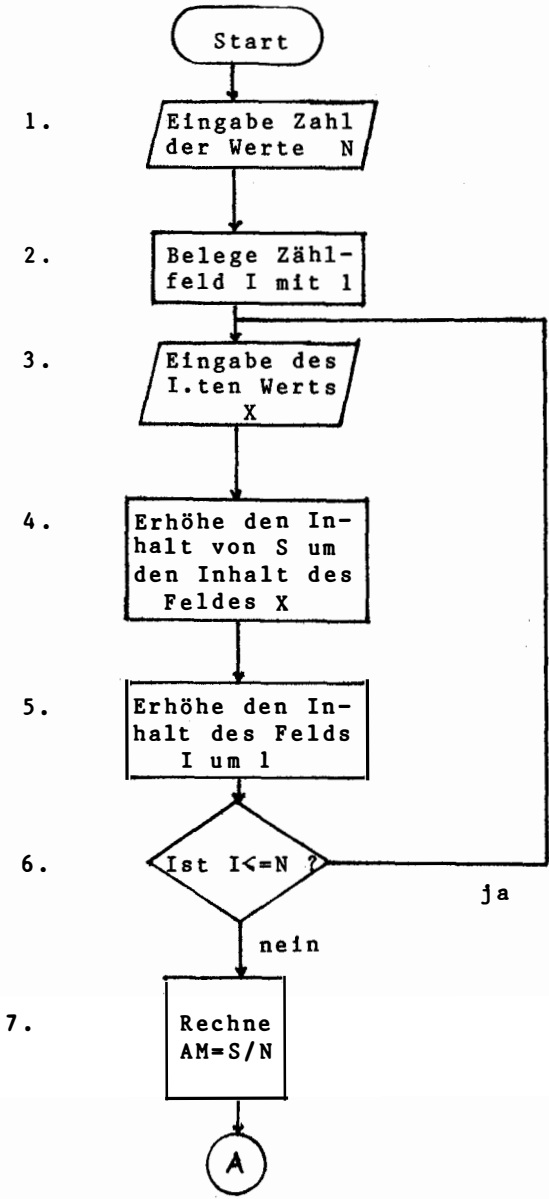 Start
1.
Eingabe Zahl
der Werte N
2.
Belege Zähl-
feld I mit 1
3.
Eingabe des
I.ten Werts
X
4.
Erhöhe den In-
halt von S um
den Inhalt des
Feldes X
5.
Erhöhe den In-
halt des Felds
I um 1
6.
Ist I<=N ?
ja
nein
7.
Rechne
AM=S/N
A